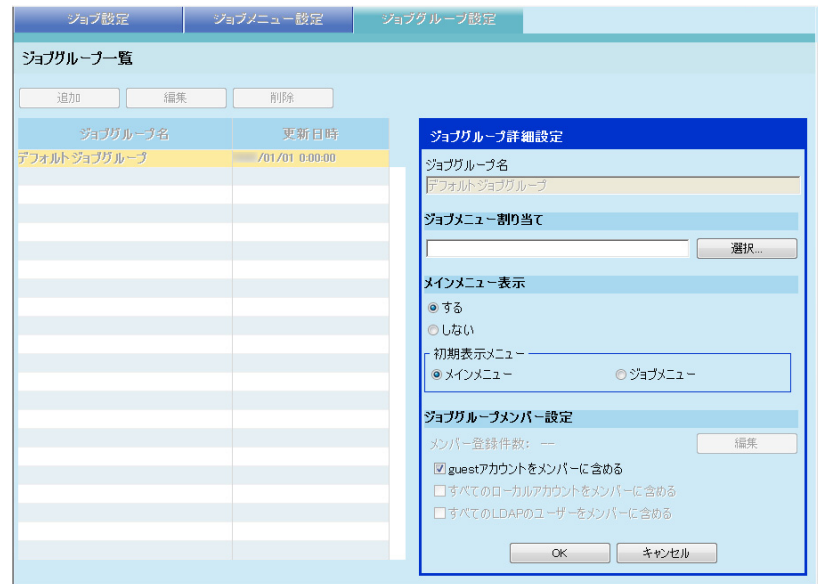 ジョブ設定
ジョブメニュー設定
ジョブグループ設定
ジョブグループ一覧
追加
編集
削除
ジョブグループ名
更新日時
デフォルトジョブグループ
/01/01 0:00:00
ジョブグループ詳細設定
ジョブグループ名
デフォルトジョブグループ
ジョブメニュー割り当て
選択...
メインメニュー表示
する
しない
初期表示メニュー
メインメニュー
ジョブメニュー
ジョブグループメンバー設定
メンバー登録件数: --
編集
guestアカウントをメンバーに含める
すべてのローカルアカウントをメンバーに含める
すべてのLDAPのユーザーをメンバーに含める
OK
キャンセル